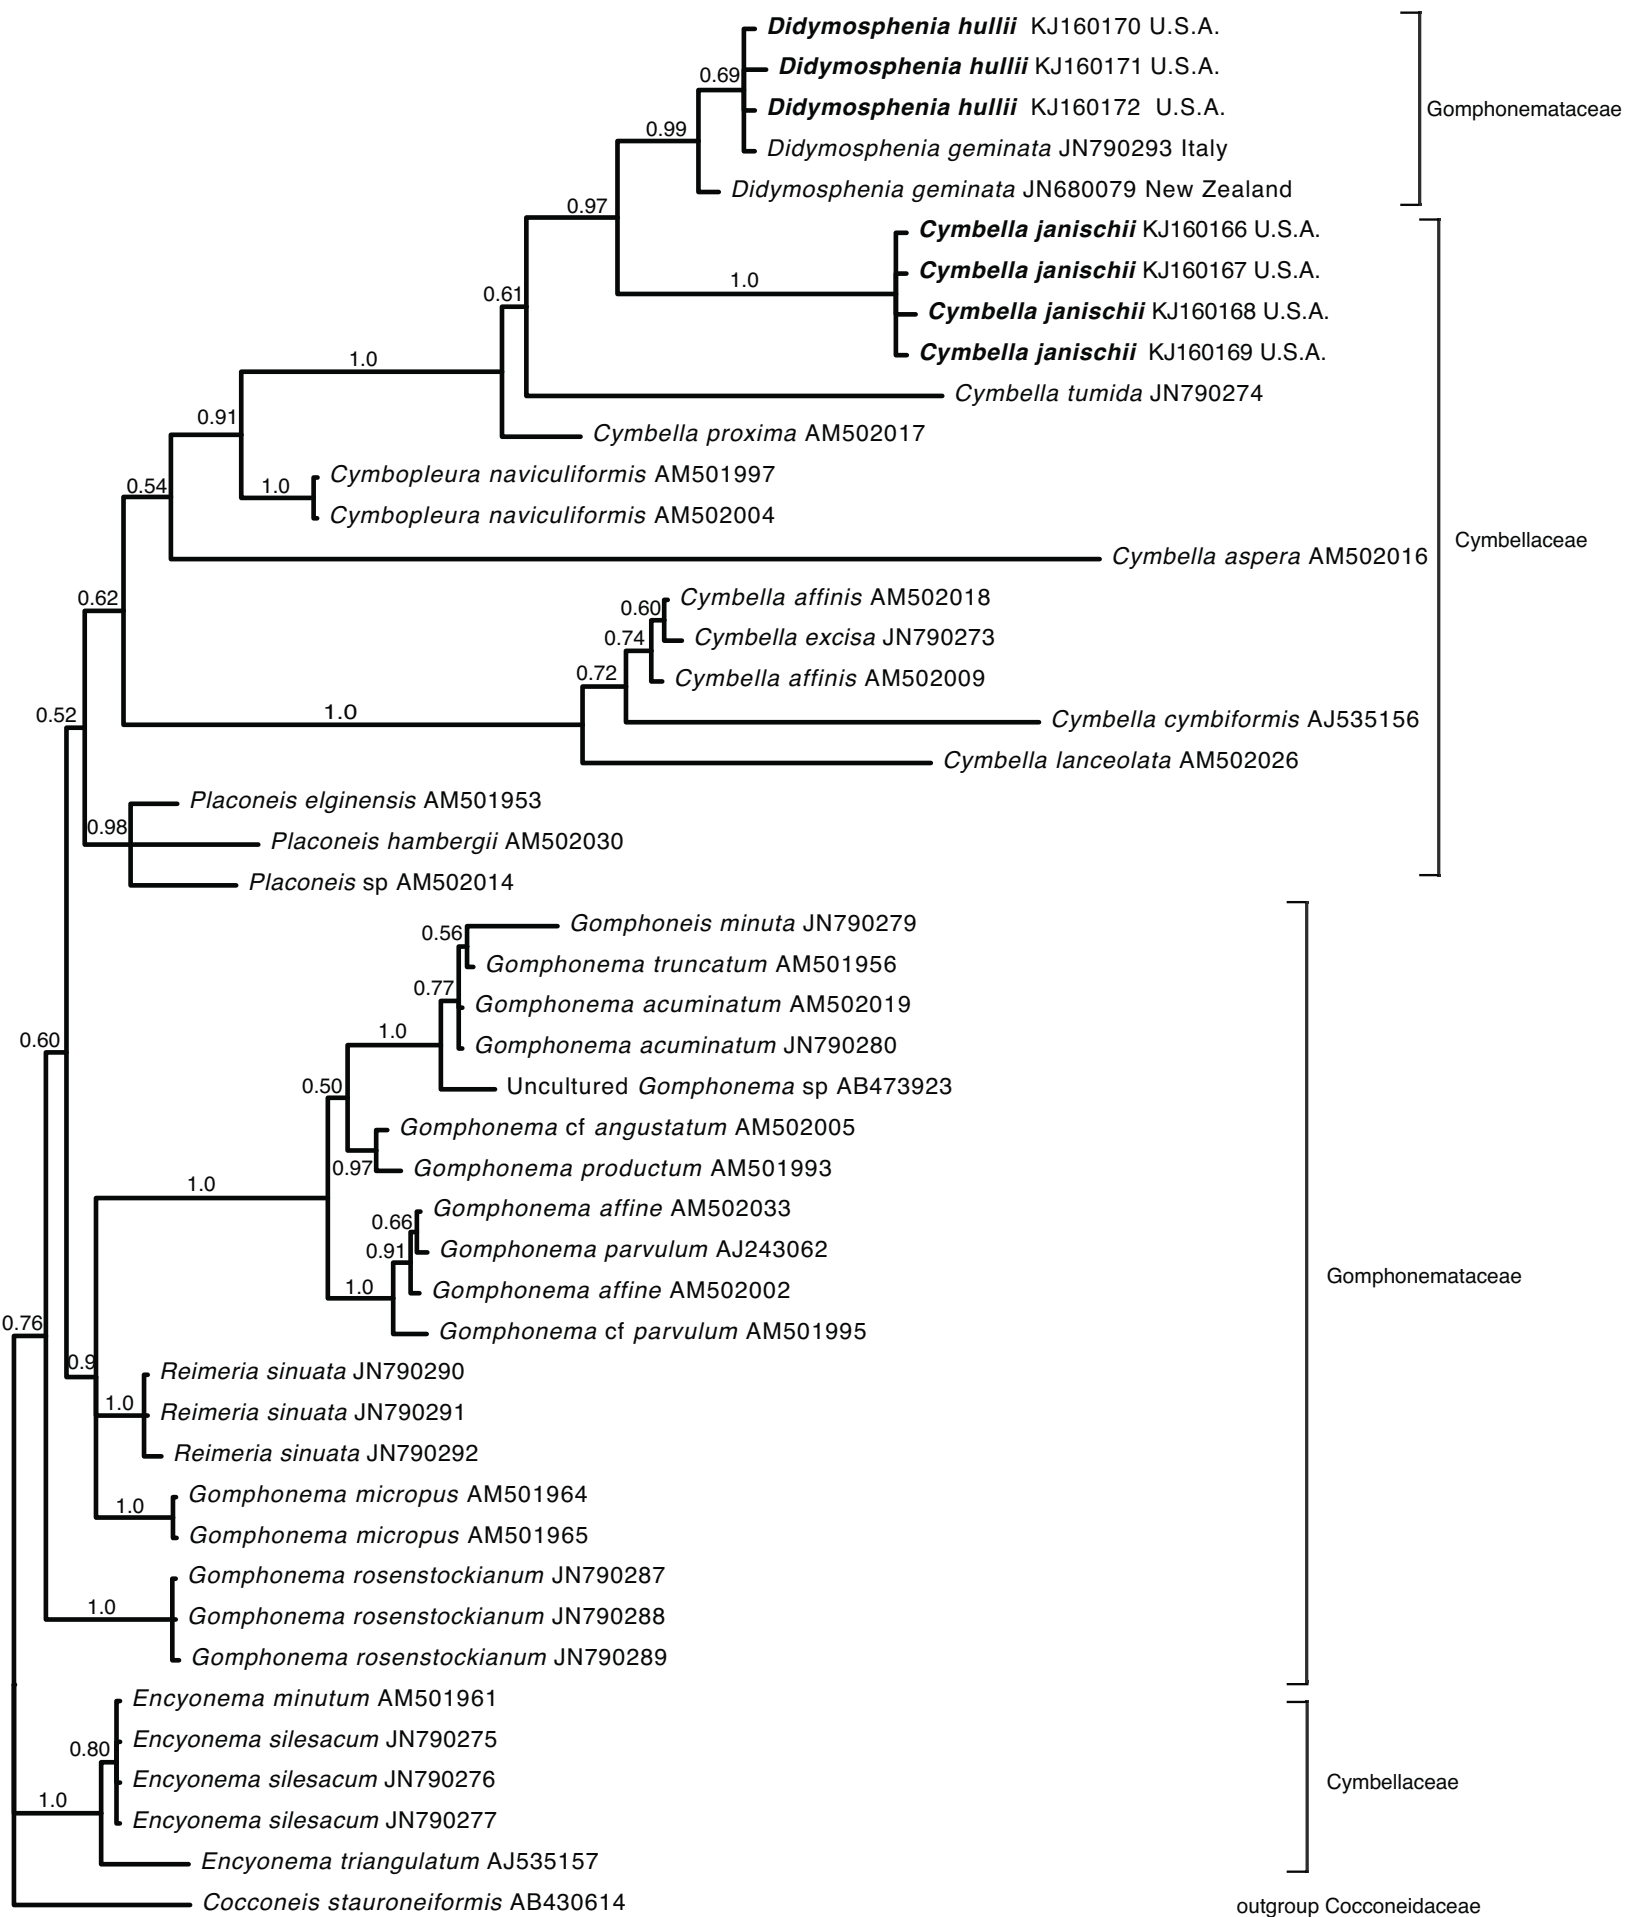 Didymosphenia hullii KJ160170 U.S.A.
Didymosphenia hullii KJ160171 U.S.A.
0.69
Didymosphenia hullii KJ160172 U.S.A.
Gomphonemataceae
0.99
Didymosphenia geminata JN790293 Italy
Didymosphenia geminata JN680079 New Zealand
0.97
Cymbella janischii KJ160166 U.S.A.
Cymbella janischii KJ160167 U.S.A.
1.0
0.61
Cymbella janischii KJ160168 U.S.A.
Cymbella janischii KJ160169 U.S.A.
1.0
Cymbella tumida JN790274
0.91
Cymbella proxima AM502017
Cymbopleura naviculiformis AM501997
0.54
1.0
Cymbopleura naviculiformis AM502004
Cymbellaceae
Cymbella aspera AM502016
0.62
Cymbella affinis AM502018
0.60
Cymbella excisa JN790273
0.74
0.72
Cymbella affinis AM502009
0.52
1.0
Cymbella cymbiformis AJ535156
Cymbella lanceolata AM502026
Placoneis elginensis AM501953
0.98
Placoneis hambergii AM502030
Placoneis sp AM502014
Gomphoneis minuta JN790279
0.56
Gomphonema truncatum AM501956
0.77
Gomphonema acuminatum AM502019
1.0
0.60
Gomphonema acuminatum JN790280
0.50
Uncultured Gomphonema sp AB473923
Gomphonema cf angustatum AM502005
0.97
Gomphonema productum AM501993
1.0
Gomphonema affine AM502033
0.66
0.91
Gomphonema parvulum AJ243062
Gomphonemataceae
1.0
Gomphonema affine AM502002
0.76
Gomphonema cf parvulum AM501995
0.9
Reimeria sinuata JN790290
1.0
Reimeria sinuata JN790291
Reimeria sinuata JN790292
Gomphonema micropus AM501964
1.0
Gomphonema micropus AM501965
Gomphonema rosenstockianum JN790287
1.0
Gomphonema rosenstockianum JN790288
Gomphonema rosenstockianum JN790289
Encyonema minutum AM501961
Encyonema silesacum JN790275
0.80
Encyonema silesacum JN790276
Cymbellaceae
1.0
Encyonema silesacum JN790277
Encyonema triangulatum AJ535157
Cocconeis stauroneiformis AB430614
outgroup Cocconeidaceae